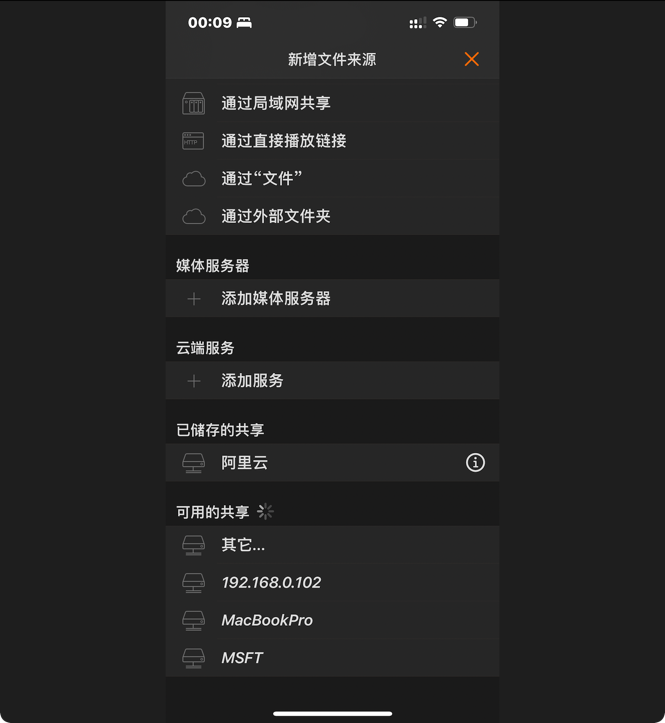 00:09
新增文件来源
通过局域网共享
HTTP
通过直接播放链接
通过“文件”
通过外部文件夹
媒体服务器
添加媒体服务器
云端服务
添加服务
已储存的共享
阿里云
可用的共享
其它...
192.168.0.102
MacBookPro
MSFT